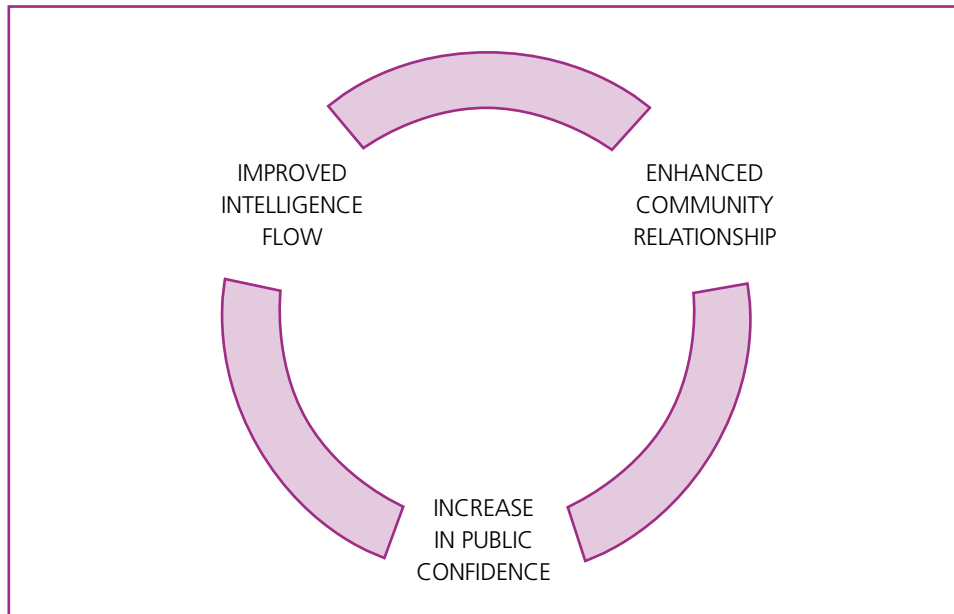 IMPROVED
INTELLIGENCE
FLOW
ENHANCED
COMMUNITY
RELATIONSHIP
INCREASE
IN PUBLIC
CONFIDENCE